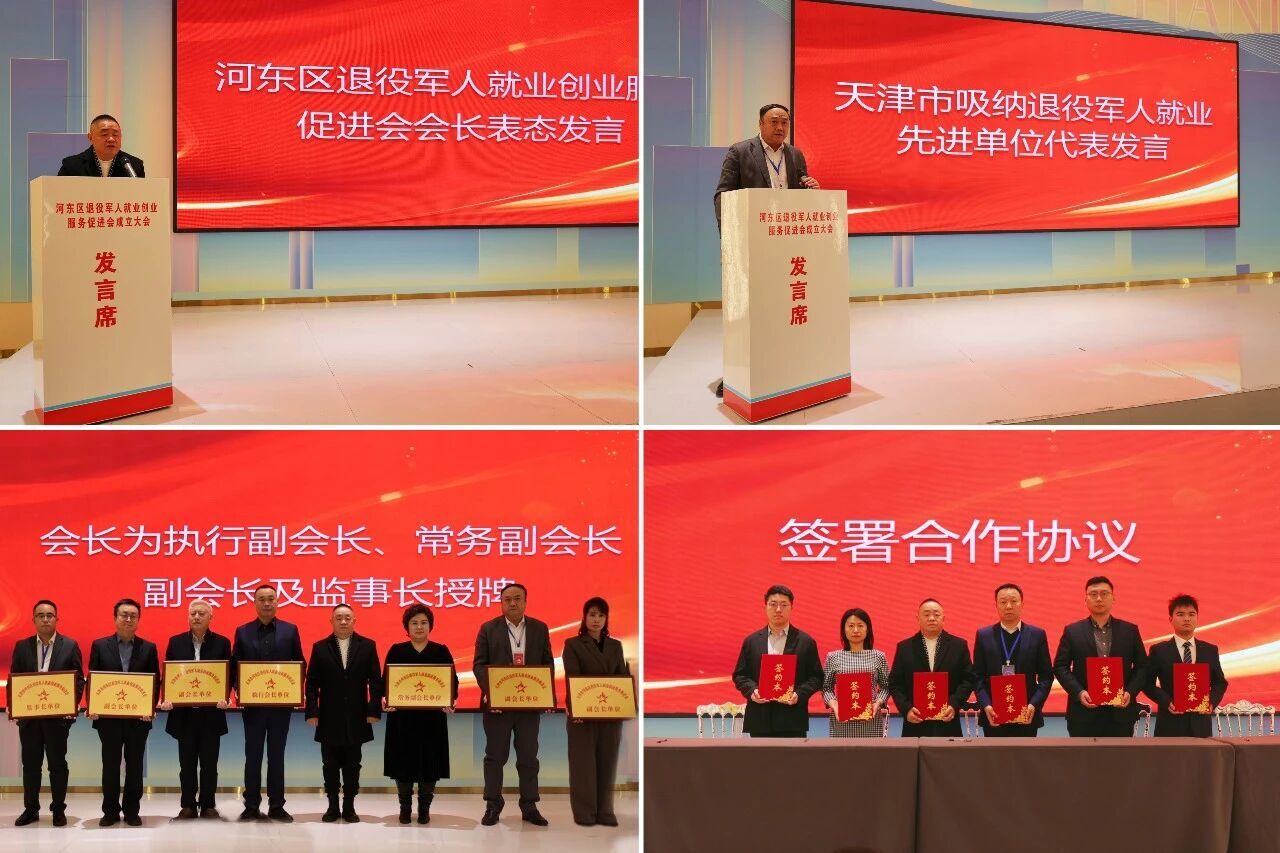 河东区退役军人就业创业服
促进会会长表态发言
河东区退役军人就业创业
服务促进会成立大会
发言席
TIANJ
天津市吸纳退役军人就业
先进单位代表发言
河东区退役军人就业创业
服务促进会成立大会
发言席
会长为执行副会长、常务副会长
副会长及监事长授牌
监事长单位
副会长单位
副会长单位
执行会长单位
常务副会长单位
副会长单位
副会长单位
签署合作协议
签约本
签约本
签约本
签约本
签约本
签约本